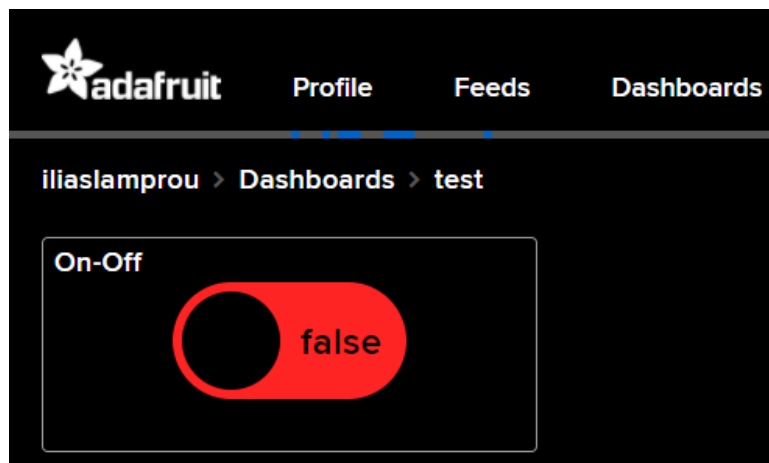 adafruit Profile Feeds Dashboards
iliaslamprou > Dashboards > test
On-Off
false